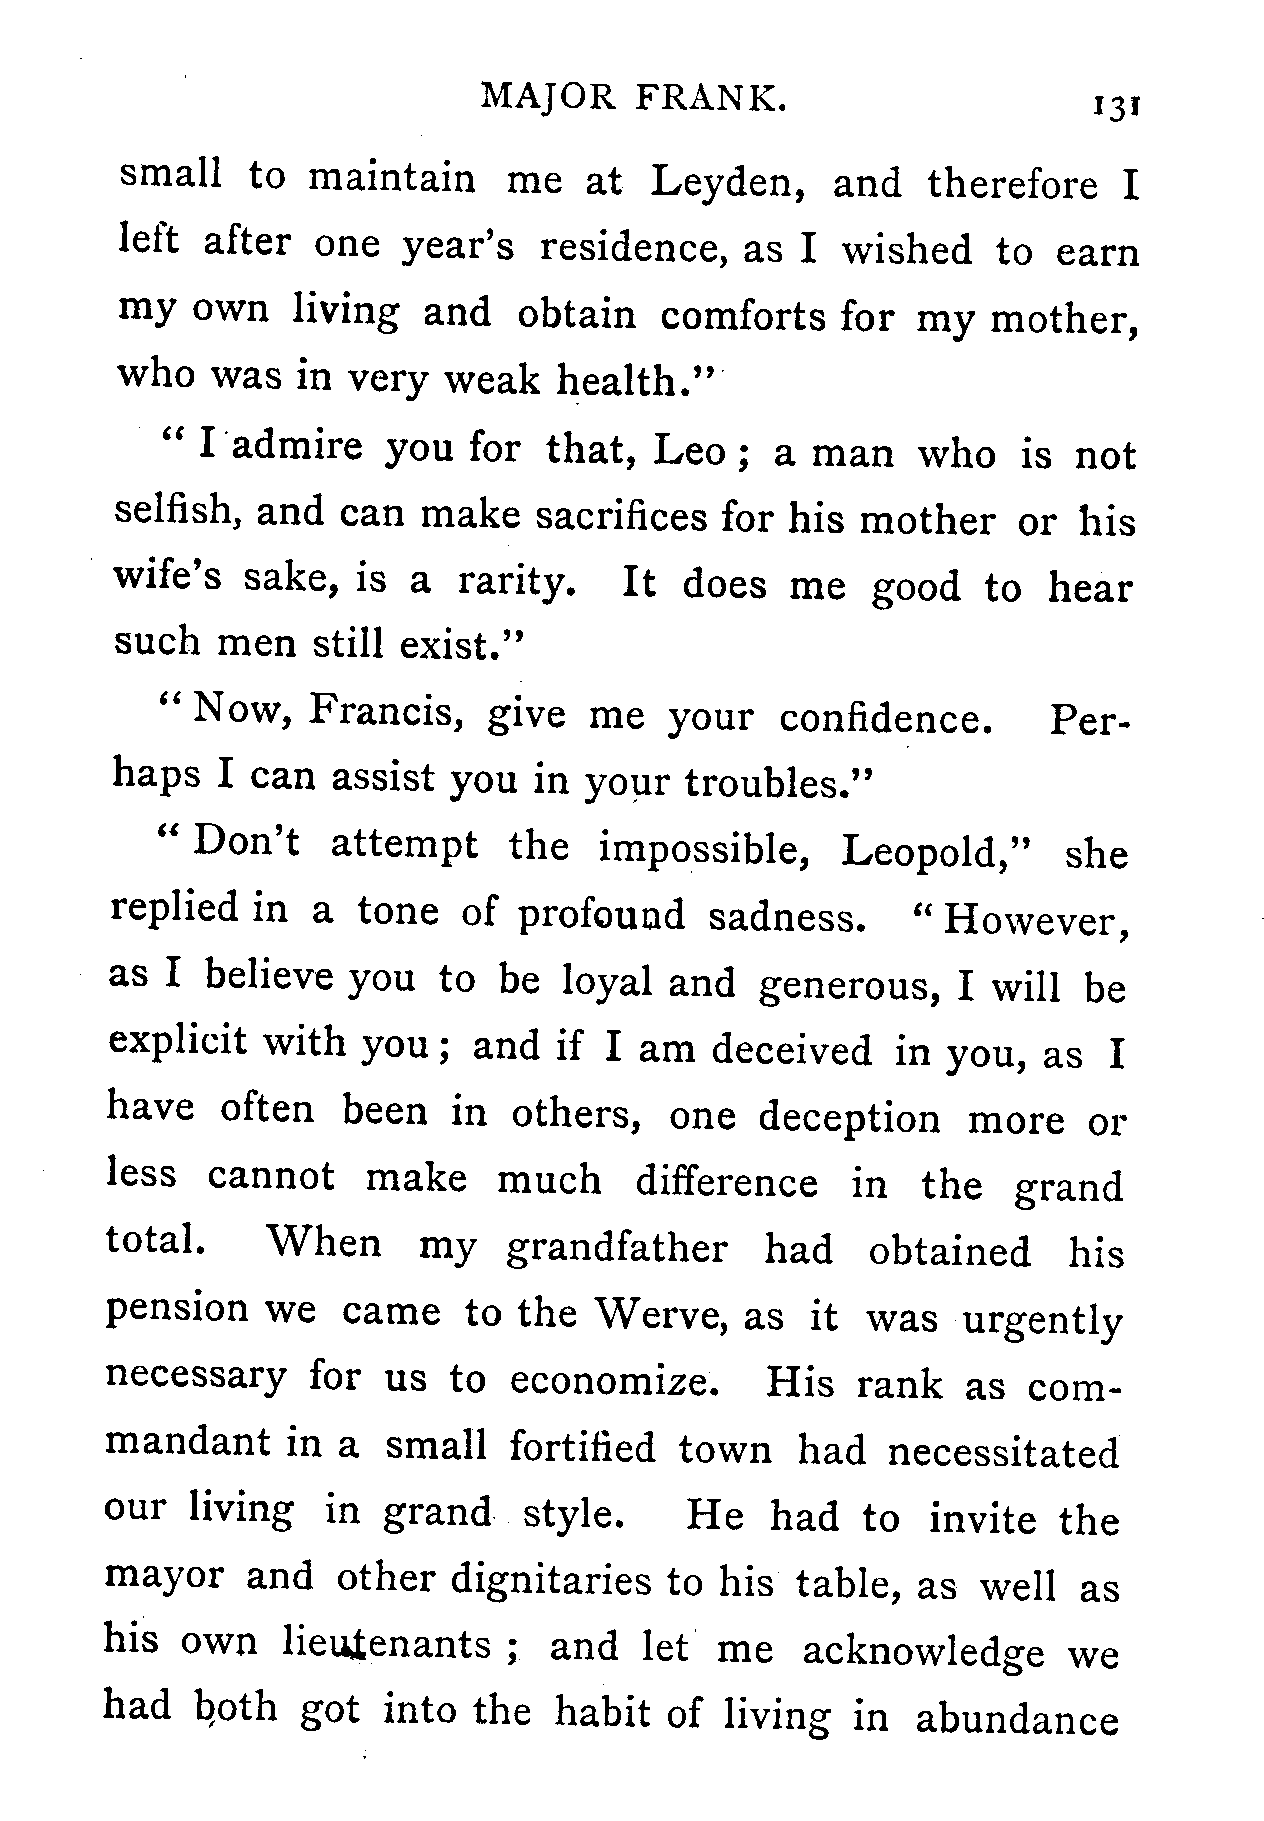 MAJOR FRANK. 131
small to maintain me at Leyden, and therefore I
left after one year's residence, as I wished to earn
my own living and obtain comforts for my mother,
who was in very weak health."
" I admire you for that, Leo ; a man who is not
selfish, and can make sacrifices for his mother or his
wife's sake, is a rarity. It does me good to hear
such men still exist."
" Now, Francis, give me your confidence. Per-
haps I can assist you in your troubles."
" Don't attempt the impossible, Leopold," she
replied in a tone of profound sadness. " However,
as I believe you to be loyal and generous, I will be
explicit with you ; and if I am deceived in you, as I
have often been in others, one deception more or
less cannot make much difference in the grand
total. When my grandfather had obtained his
pension we came to the Werve, as it was urgently
necessary for us to economize. His rank as com-
mandant in a small fortified town had necessitated
our living in grand style. He had to invite the
mayor and other dignitaries to his table, as well as
his own lieutenants ; and let me acknowledge we
had both got into the habit of living in abundance